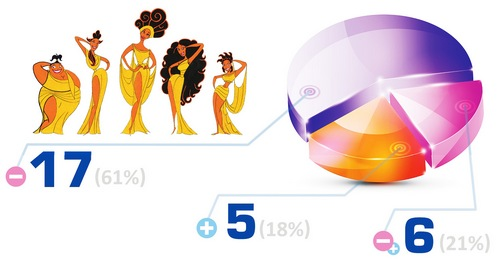 − 17 (61%)
+ 5 (18%)
− + 6 (21%)